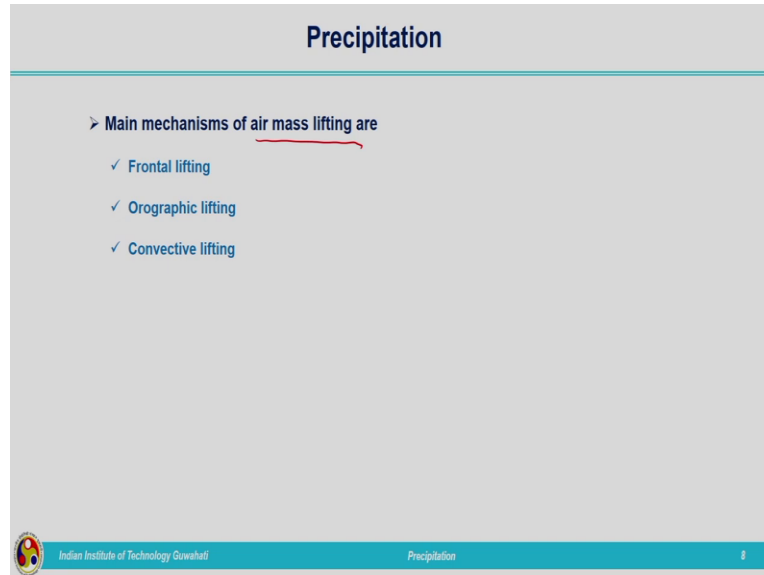 Precipitation
➢ Main mechanisms of air mass lifting are
✓ Frontal lifting
✓ Orographic lifting
✓ Convective lifting
Indian Institute of Technology Guwahati Precipitation 8